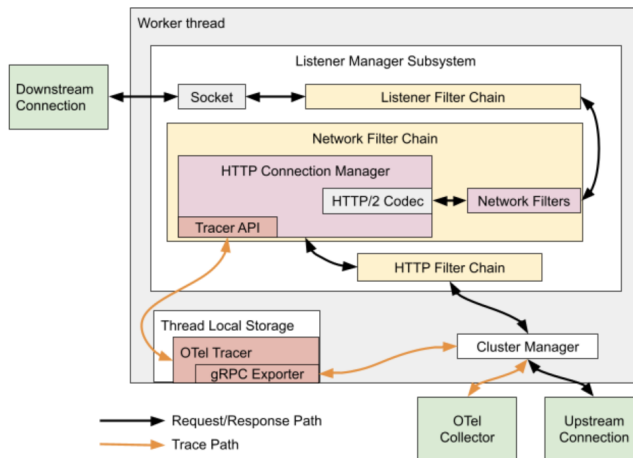 Worker thread
Listener Manager Subsystem
Downstream
Connection
Socket
Listener Filter Chain
Network Filter Chain
HTTP Connection Manager
HTTP/2 Codec
Network Filters
Tracer API
HTTP Filter Chain
Thread Local Storage
OTel Tracer
gRPC Exporter
Cluster Manager
Request/Response Path
Trace Path
OTel
Collector
Upstream
Connection